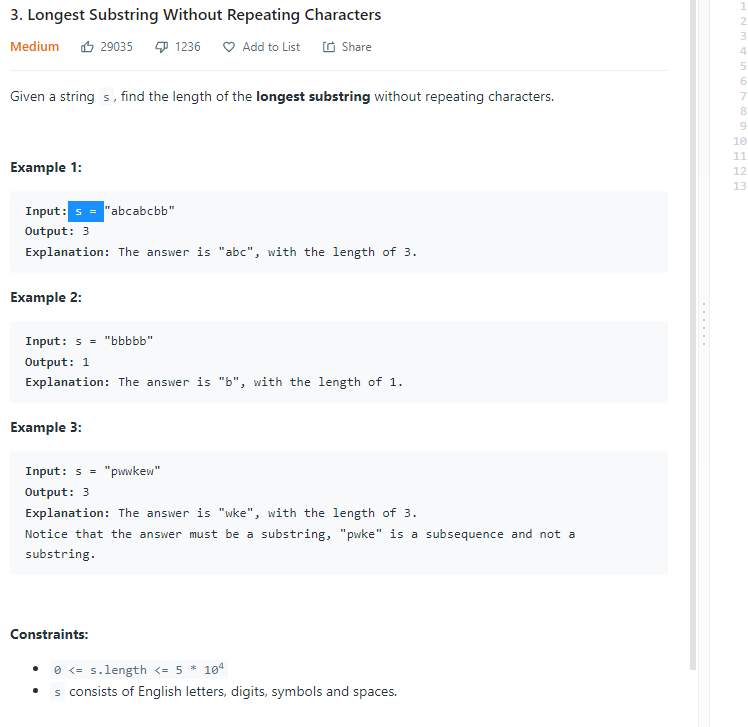 3. Longest Substring Without Repeating Characters
Medium 29035 1236 Add to List Share
Given a string s, find the length of the longest substring without repeating characters.
Example 1:
Input: s = "abcabcbb"
Output: 3
Explanation: The answer is "abc", with the length of 3.
Example 2:
Input: s = "bbbbb"
Output: 1
Explanation: The answer is "b", with the length of 1.
Example 3:
Input: s = "pwwkew"
Output: 3
Explanation: The answer is "wke", with the length of 3.
Notice that the answer must be a substring, "pwke" is a subsequence and not a
substring.
Constraints:
• 0 <= s.length <= 5 * 10⁴
• s consists of English letters, digits, symbols and spaces.
1
2
3
4
5
6
7
8
9
10
11
12
13